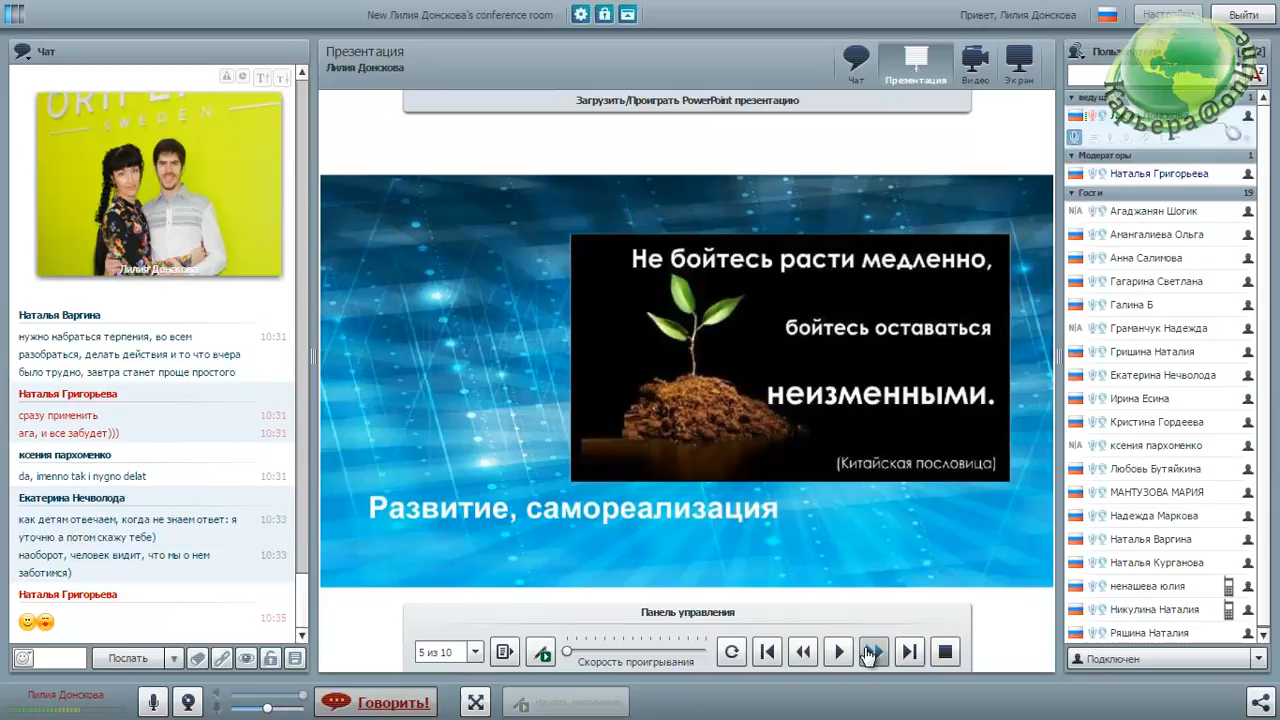 New Лилия Донскова's conference room
Привет, Лилия Донскова
Настройки
Выйти
Чат
ORIFLAME
SWEDEN
Лилия Донскова
Наталья Варгина
нужно набраться терпения, во всем
10:31
разобраться, делать действия и то что вчера
было трудно, завтра станет проще простого
Наталья Григорьева
сразу применить
10:31
ага, и все забудет)))
10:31
ксения пархоменко
da, imenno tak i nygno delat
10:31
Екатерина Нечволода
как детям отвечаем, когда не знаем ответ: я
10:33
уточню а потом скажу тебе)
наоборот, человек видит, что мы о нем
10:33
заботимся)
Наталья Григорьева
10:35
Послать
Презентация
Лилия Донскова
Чат
Презентация
Видео
Экран
Загрузить/Проиграть PowerPoint презентацию
Не бойтесь расти медленно,
бойтесь оставаться
неизменными.
(Китайская пословица)
Развитие, самореализация
Панель управления
5 из 10
Скорость проигрывания
карьера@online
ведущ
1
Модераторы
1
Наталья Григорьева
Гости
19
N/A Агаджанян Шогик
Амангалиева Ольга
Анна Салимова
Гагарина Светлана
Галина Б
N/A Граманчук Надежда
Гришина Наталия
Екатерина Нечволода
Ирина Есина
Кристина Гордеева
N/A ксения пархоменко
Любовь Бутяйкина
МАНТУЗОВА МАРИЯ
Надежда Маркова
Наталья Варгина
Наталья Курганова
ненашева юлия
Никулина Наталия
Ряшина Наталия
Подключен
Лилия Донскова
Говорить!